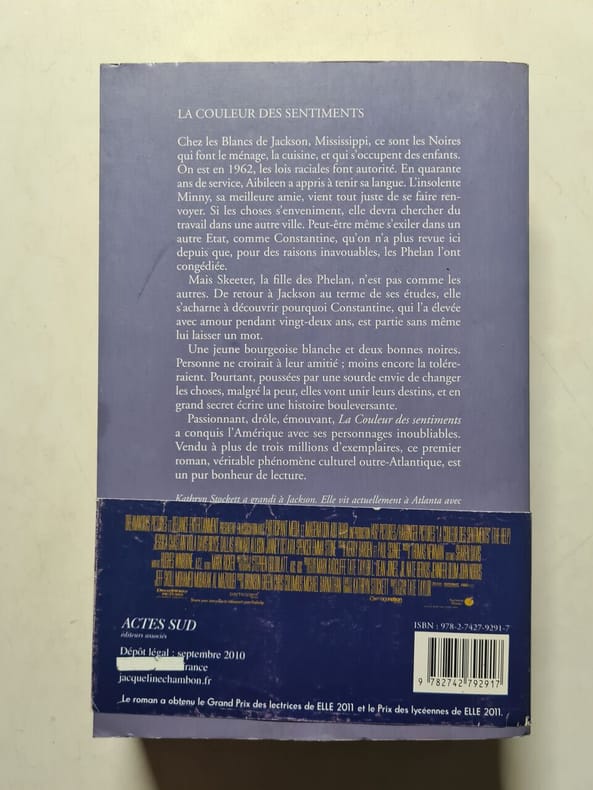 LA COULEUR DES SENTIMENTS
Chez les Blancs de Jackson, Mississippi, ce sont les Noires
qui font le ménage, la cuisine, et qui s'occupent des enfants.
On est en 1962, les lois raciales font autorité. En quarante
ans de service, Aibileen a appris à tenir sa langue. L'insolente
Minny, sa meilleure amie, vient tout juste de se faire ren-
voyer. Si les choses s'enveniment, elle devra chercher du
travail dans une autre ville. Peut-être même s'exiler dans un
autre Etat, comme Constantine, qu'on n'a plus revue ici
depuis que, pour des raisons inavouables, les Phelan l'ont
congédiée.
Mais Skeeter, la fille des Phelan, n'est pas comme les
autres. De retour à Jackson au terme de ses études, elle
s'acharne à découvrir pourquoi Constantine, qui l'a élevée
avec amour pendant vingt-deux ans, est partie sans même
lui laisser un mot.
Une jeune bourgeoise blanche et deux bonnes noires.
Personne ne croirait à leur amitié ; moins encore la tolére-
raient. Pourtant, poussées par une sourde envie de changer
les choses, malgré la peur, elles vont unir leurs destins, et en
grand secret écrire une histoire bouleversante.
Passionnant, drôle, émouvant, La Couleur des sentiments
a conquis l'Amérique avec ses personnages inoubliables.
Vendu à plus de trois millions d'exemplaires, ce premier
roman, véritable phénomène culturel outre-Atlantique, est
un pur bonheur de lecture.
Kathryn Stockett a grandi à Jackson. Elle vit actuellement à Atlanta avec
ACTES SUD
éditeurs associés
Dépôt légal : septembre 2010
France
jacquelinechambon.fr
ISBN : 978-2-7427-9291-7
9 782742 792917
Le roman a obtenu le Grand Prix des lectrices de ELLE 2011 et le Prix des lycéennes de ELLE 2011.